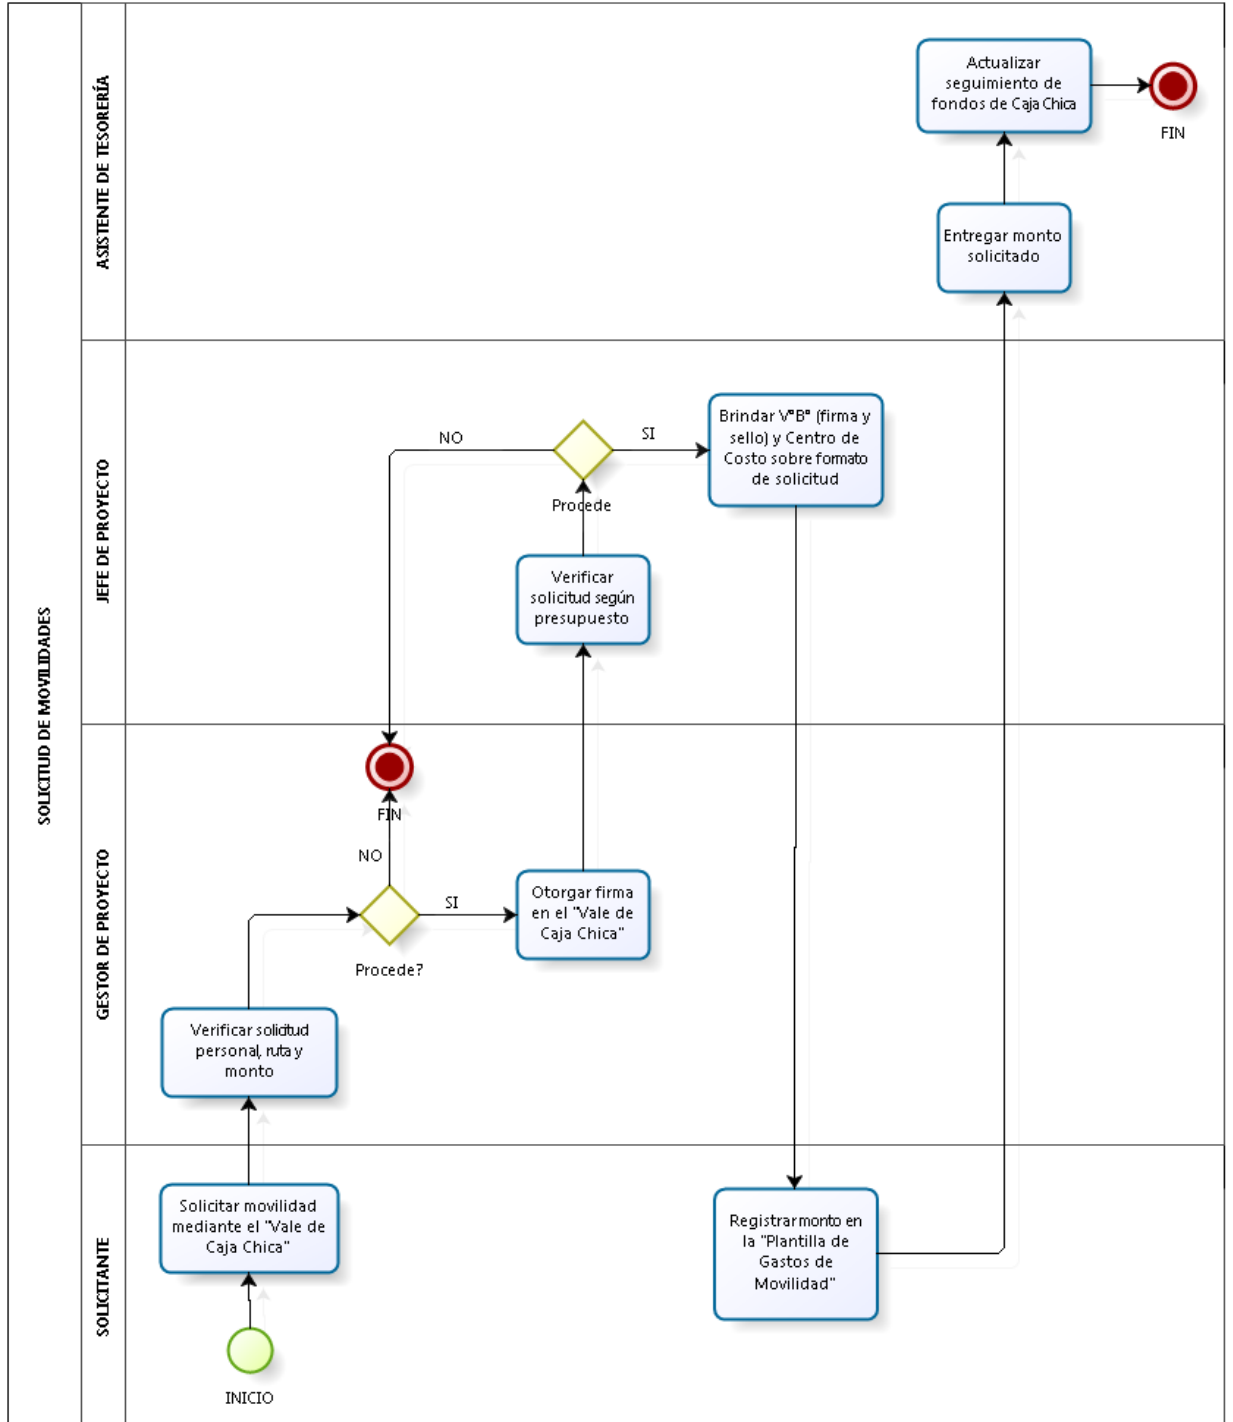 SOLICITUD DE MOVILIDADES
ASISTENTE DE TESORERÍA
Actualizar
seguimiento de
fondos de Caja Chica
FIN
Entregar monto
solicitado
JEFE DE PROYECTO
NO
SI
Procede
Brindar V°B° (firma y
sello) y Centro de
Costo sobre formato
de solicitud
Verificar
solicitud según
presupuesto
GESTOR DE PROYECTO
FIN
NO
SI
Procede?
Otorgar firma
en el "Vale de
Caja Chica"
Verificar solicitud
personal, ruta y
monto
SOLICITANTE
Solicitar movilidad
mediante el "Vale de
Caja Chica"
INICIO
Registrar monto en
la "Plantilla de
Gastos de
Movilidad"